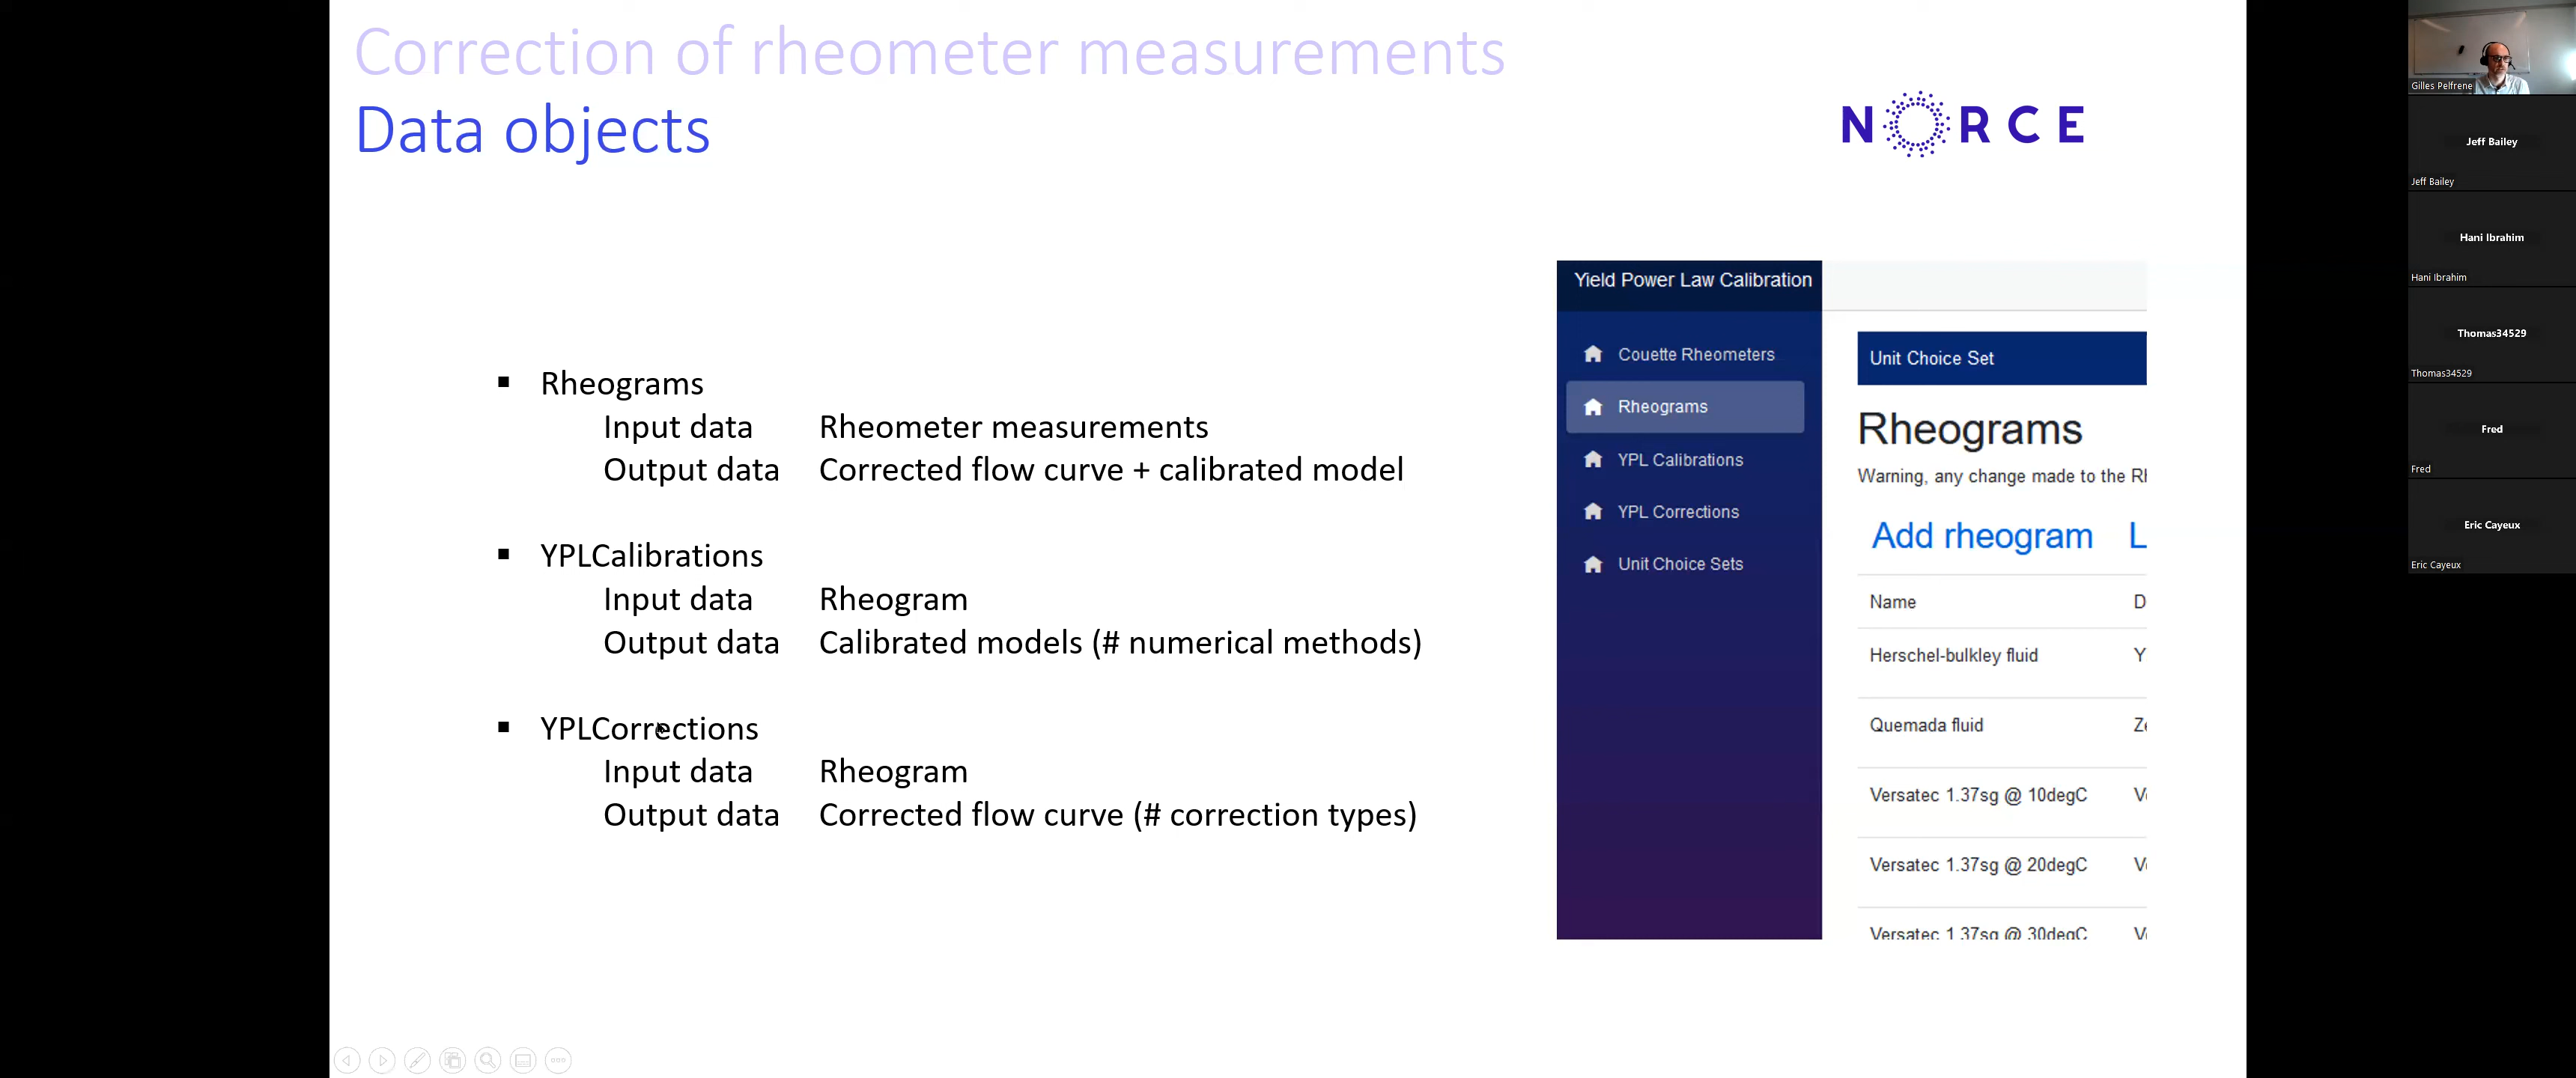 Correction of rheometer measurements
Data objects
NORCE
Rheograms
Input data Rheometer measurements
Output data Corrected flow curve + calibrated model
YPLCalibrations
Input data Rheogram
Output data Calibrated models (# numerical methods)
YPLCorrections
Input data Rheogram
Output data Corrected flow curve (# correction types)
Yield Power Law Calibration
Couette Rheometers
Rheograms
YPL Calibrations
YPL Corrections
Unit Choice Sets
Unit Choice Set
Rheograms
Warning, any change made to the
Add rheogram L
Name D
Herschel-bulkley fluid Y
Quemada fluid Ze
Versatec 1.37sg @ 10degC
Versatec 1.37sg @ 20degC
Versatec 1.37sg @ 30degC
Gilles Pelfrene
Jeff Bailey
Jeff Bailey
Hani Ibrahim
Hani Ibrahim
Thomas34529
Thomas34529
Fred
Fred
Eric Cayeux
Eric Cayeux